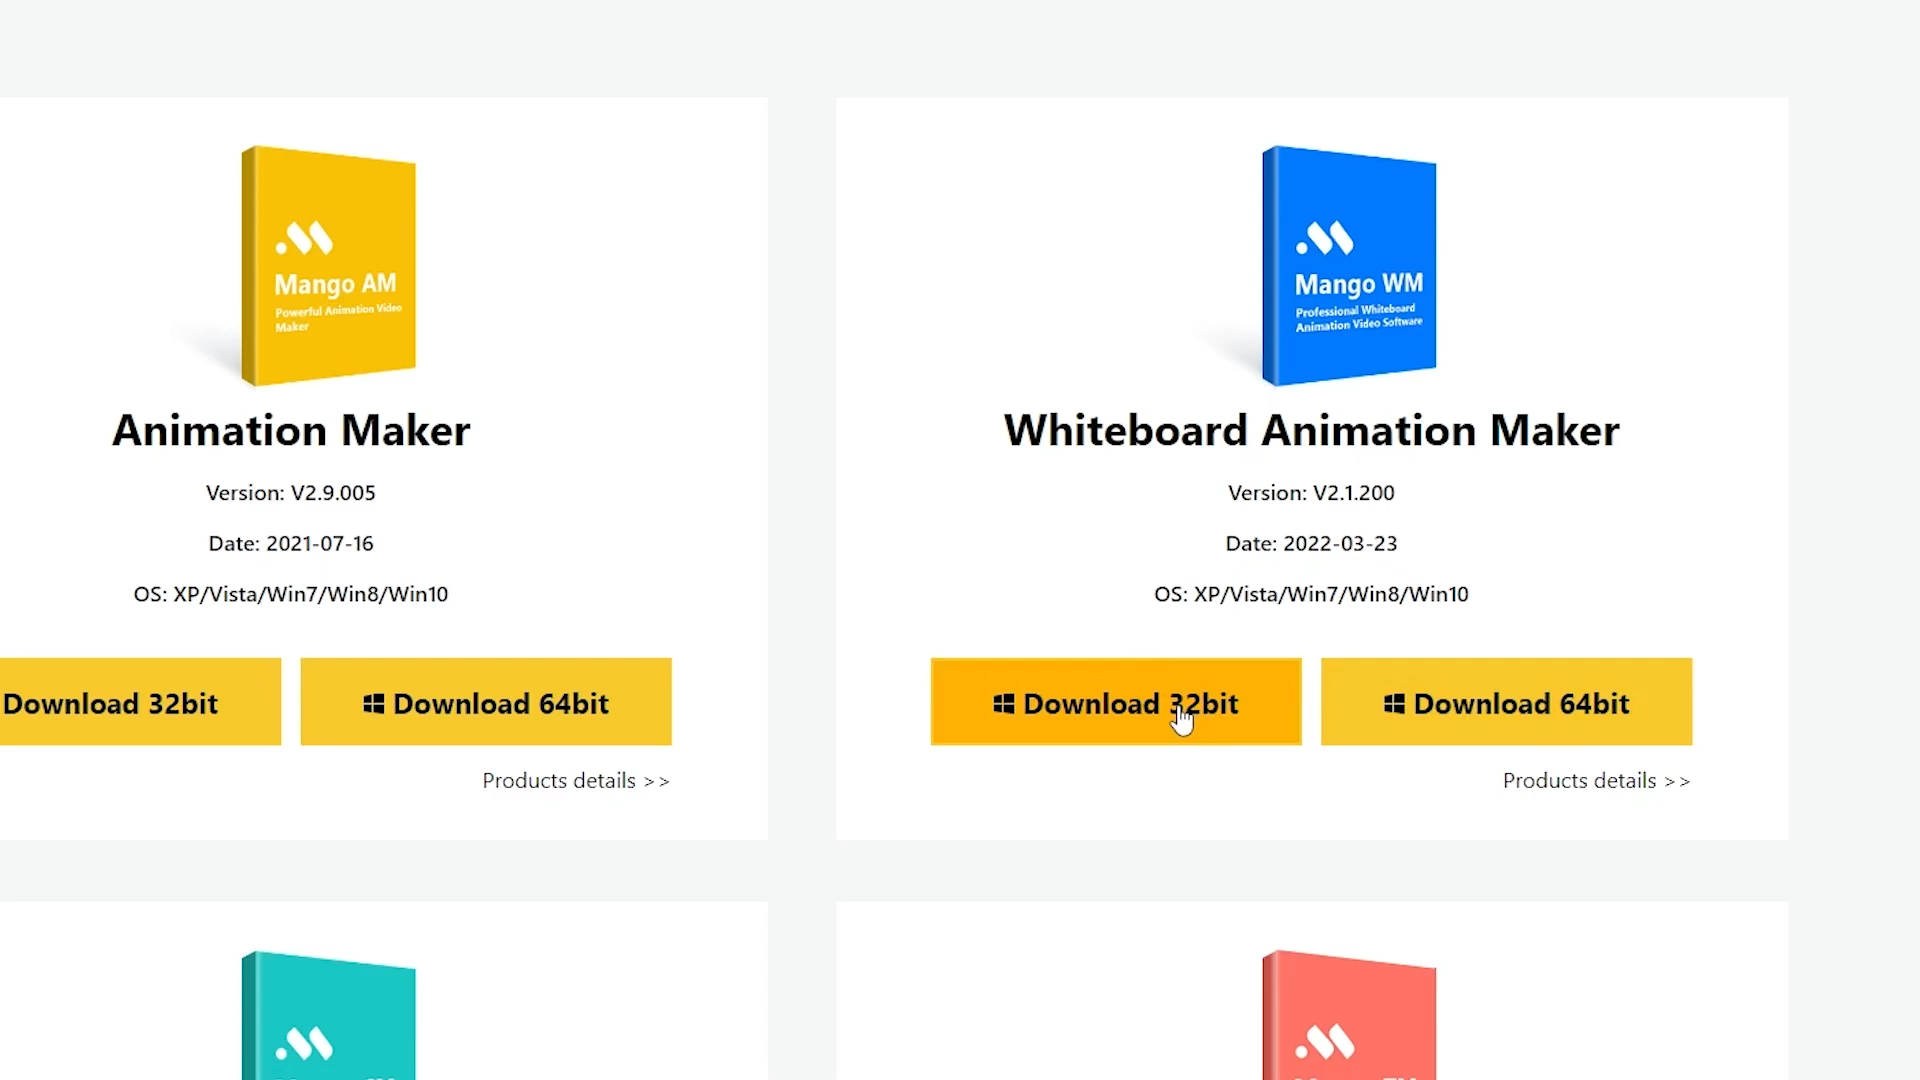 Mango AM
Powerful Animation Video
Maker
Animation Maker
Version: V2.9.005
Date: 2021-07-16
OS: XP/Vista/Win7/Win8/Win10
Download 32bit
Download 64bit
Products details >>
Mango WM
Professional Whiteboard
Animation Video Software
Whiteboard Animation Maker
Version: V2.1.200
Date: 2022-03-23
OS: XP/Vista/Win7/Win8/Win10
Download 32bit
Download 64bit
Products details >>